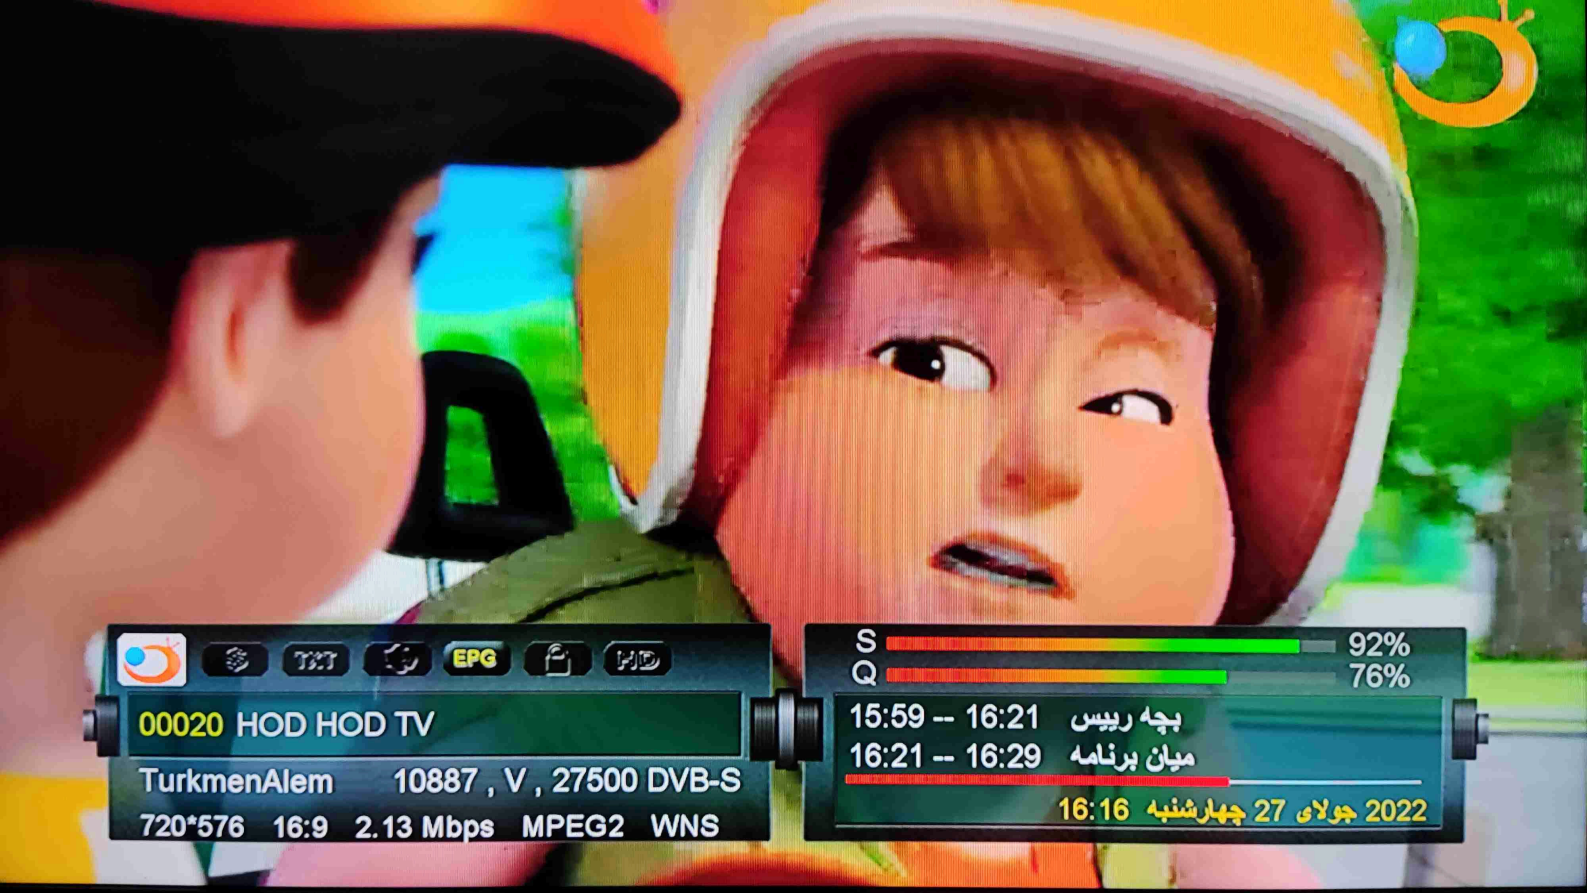 TXT EPG HD
00020 HOD HOD TV
TurkmenAlem 10887 , V , 27500 DVB-S
720*576 16:9 2.13 Mbps MPEG2 WNS
S 92%
Q 76%
15:59 -- 16:21 بچه رییس
16:21 -- 16:29 میان برنامه
16:16 چهارشنبه 27 جولای 2022